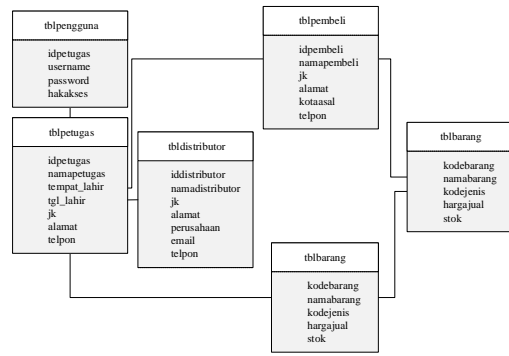 tblpengguna
idpetugas
username
password
hakakses
tblpetugas
idpetugas
namapetugas
tempat_lahir
tgl_lahir
jk
alamat
telpon
tbldistributor
iddistributor
namadistributor
jk
alamat
perusahaan
email
telpon
tblpembeli
idpembeli
namapembeli
jk
alamat
kotaasal
telpon
tblbarang
kodebarang
namabarang
kodejenis
hargajual
stok
tblbarang
kodebarang
namabarang
kodejenis
hargajual
stok